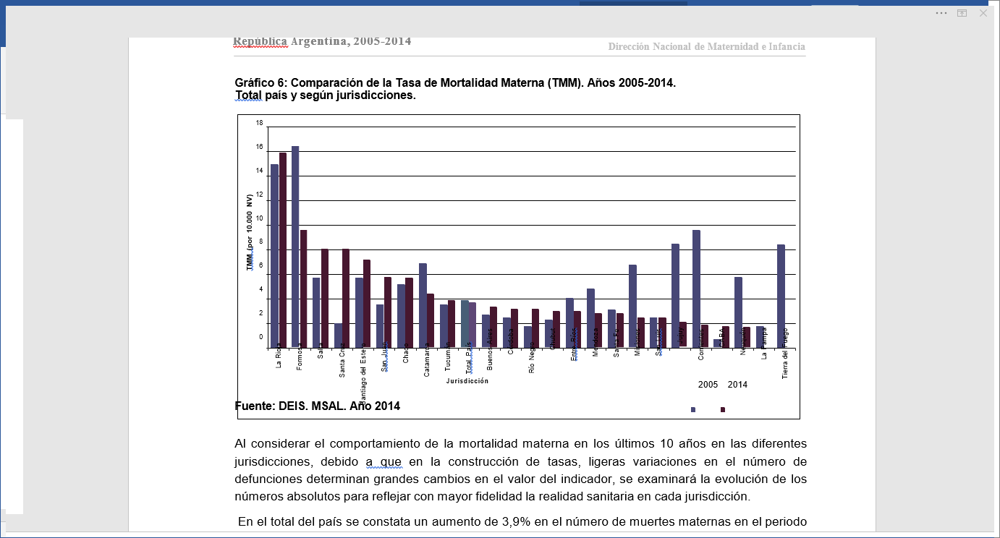 República Argentina, 2005-2014
Dirección Nacional de Maternidad e Infancia
Gráfico 6: Comparación de la Tasa de Mortalidad Materna (TMM). Años 2005-2014.
Total país y según jurisdicciones.
18
16
14
12
10
8
6
4
2
0
TMM (por 10.000 NV)
La Rioja
Formosa
Salta
Santa Cruz
Santiago del Estero
San Juan
Chaco
Catamarca
Tucumán
Total País
Buenos Aires
Córdoba
Río Negro
Chubut
Entre Ríos
Mendoza
Santa Fe
Misiones
San Luis
Jujuy
Corrientes
CABA
Neuquén
La Pampa
Tierra del Fuego
Jurisdicción
2005 2014
Fuente: DEIS. MSAL. Año 2014
Al considerar el comportamiento de la mortalidad materna en los últimos 10 años en las diferentes
jurisdicciones, debido a que en la construcción de tasas, ligeras variaciones en el número de
defunciones determinan grandes cambios en el valor del indicador, se examinará la evolución de los
números absolutos para reflejar con mayor fidelidad la realidad sanitaria en cada jurisdicción.
En el total del país se constata un aumento de 3,9% en el número de muertes maternas en el periodo